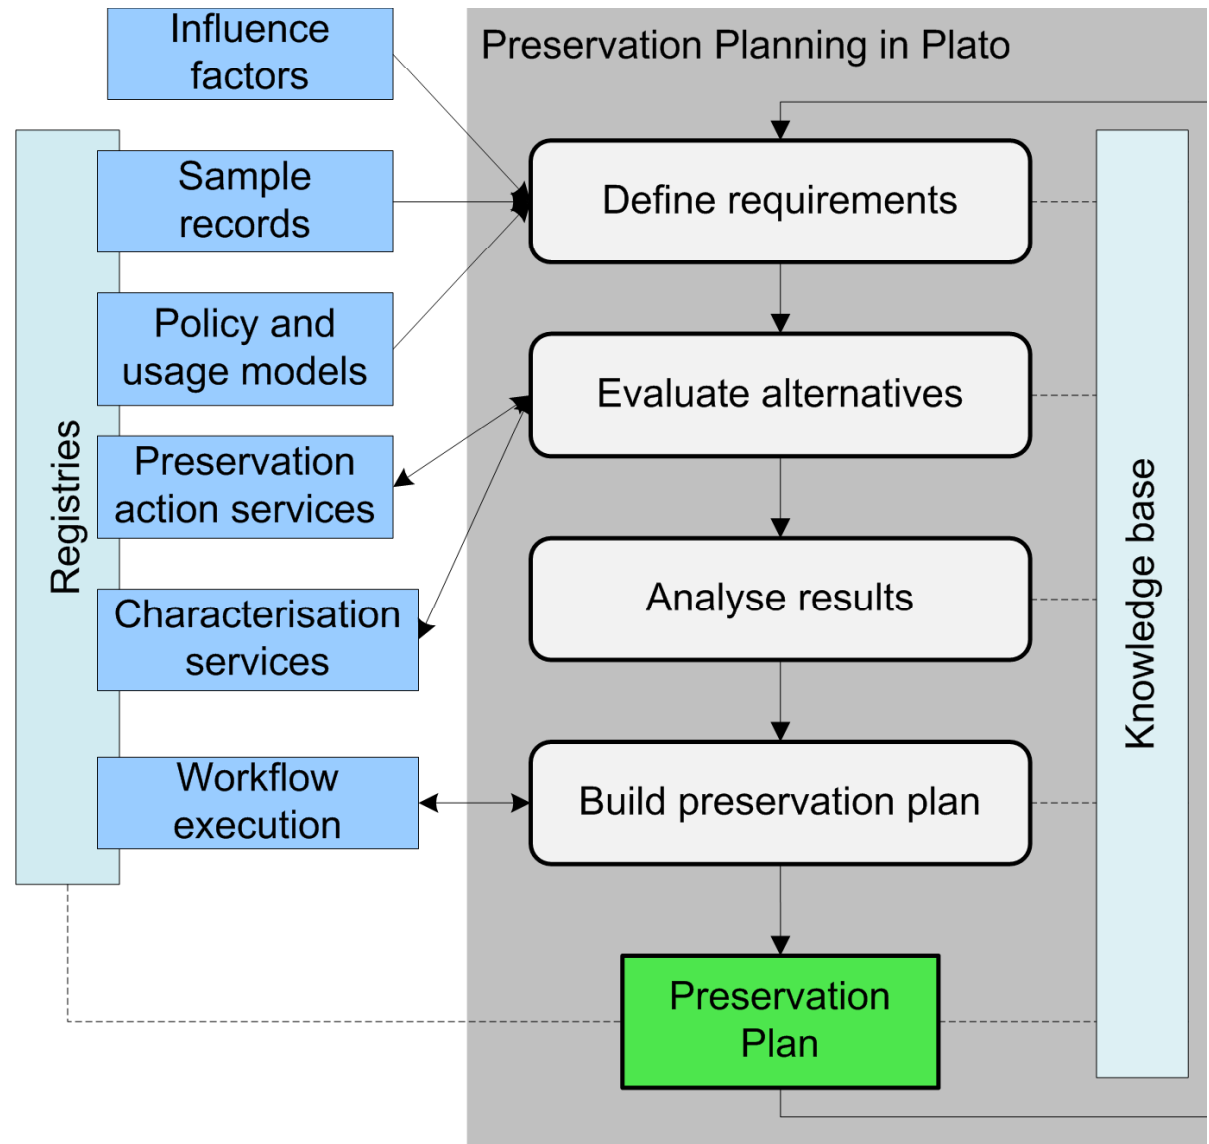 Influence
factors
Preservation Planning in Plato
Sample
records
Define requirements
Policy and
usage models
Evaluate alternatives
Preservation
action services
Registries
Characterisation
services
Analyse results
Knowledge base
Workflow
execution
Build preservation plan
Preservation
Plan